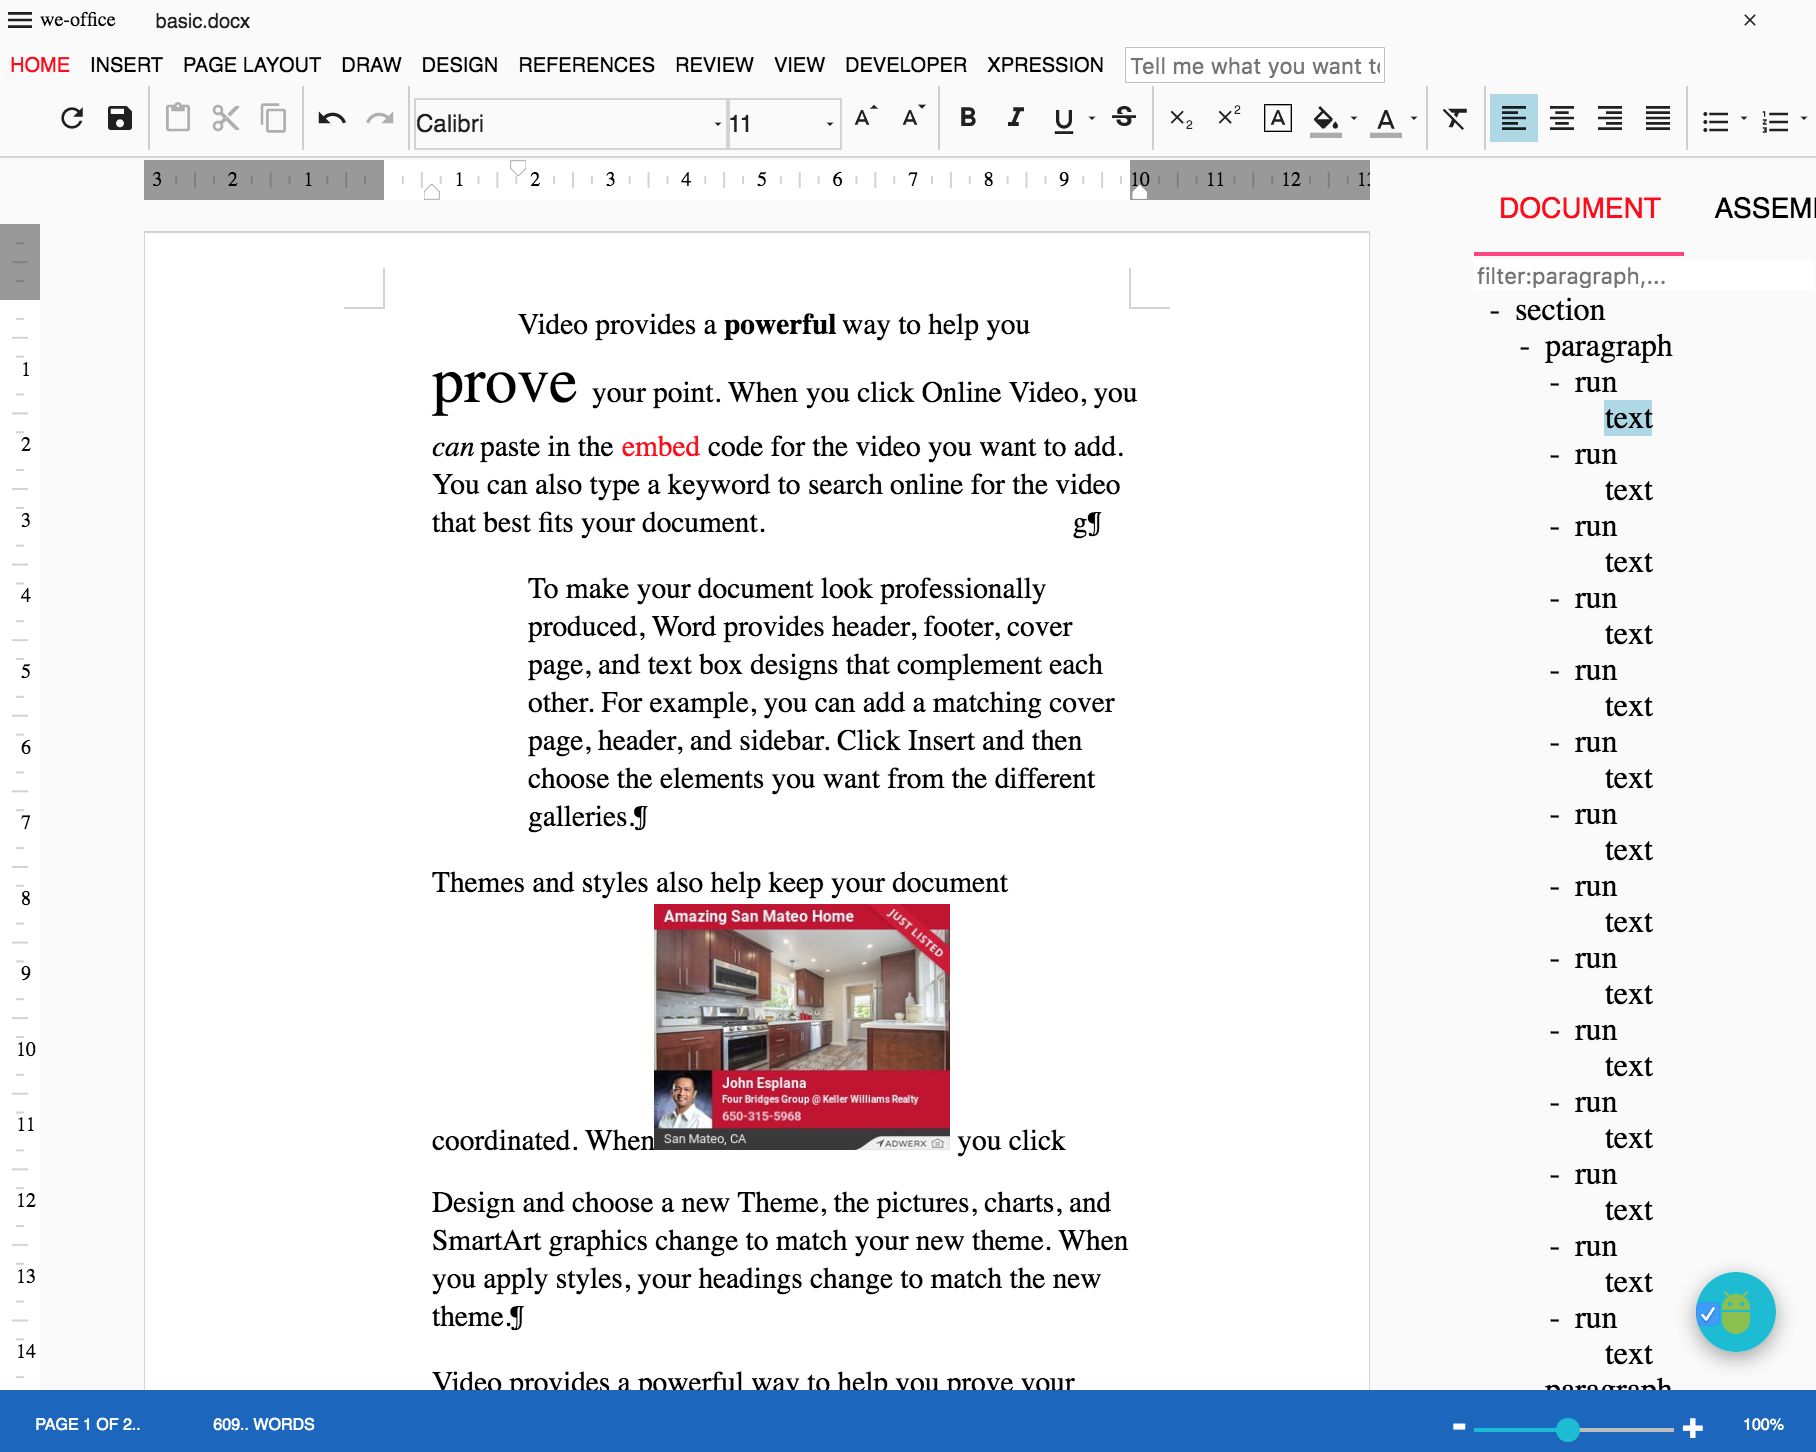 we-office basic.docx ×
HOME INSERT PAGE LAYOUT DRAW DESIGN REFERENCES REVIEW VIEW DEVELOPER XPRESSION Tell me what you want to
Calibri 11 A A B I U S X2 X2 A A
3 2 1 1 2 3 4 5 6 7 8 9 10 11 12
DOCUMENT ASSEM
filter:paragraph,...
- section
- paragraph
- run
text
- run
text
- run
text
- run
text
- run
text
- run
text
- run
text
- run
text
- run
text
- run
text
- run
text
- run
text
- run
text
- run
text
paragraph
1
2
3
4
5
6
7
8
9
10
11
12
13
14
Video provides a powerful way to help you
prove your point. When you click Online Video, you
can paste in the embed code for the video you want to add.
You can also type a keyword to search online for the video
that best fits your document. g¶
To make your document look professionally
produced, Word provides header, footer, cover
page, and text box designs that complement each
other. For example, you can add a matching cover
page, header, and sidebar. Click Insert and then
choose the elements you want from the different
galleries.¶
Themes and styles also help keep your document
Amazing San Mateo Home
JUST LISTED
John Esplana
Four Bridges Group @ Keller Williams Realty
650-315-5968
San Mateo, CA
ADWERX
coordinated. When you click
Design and choose a new Theme, the pictures, charts, and
SmartArt graphics change to match your new theme. When
you apply styles, your headings change to match the new
theme.¶
Video provides a powerful way to help you prove your
PAGE 1 OF 2.. 609.. WORDS 100%